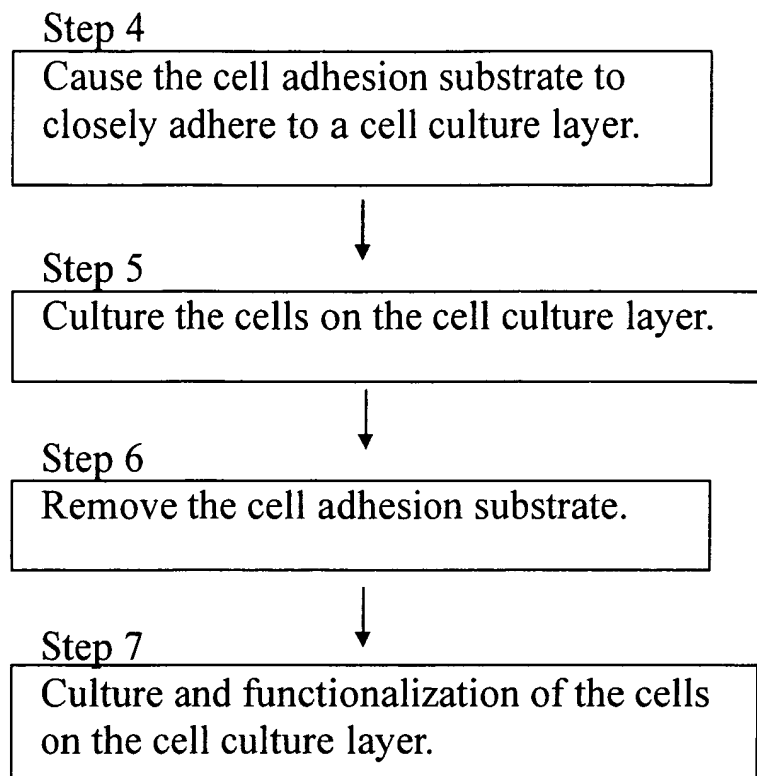 Step 4
Cause the cell adhesion substrate to
closely adhere to a cell culture layer.
Step 5
Culture the cells on the cell culture layer.
Step 6
Remove the cell adhesion substrate.
Step 7
Culture and functionalization of the cells
on the cell culture layer.